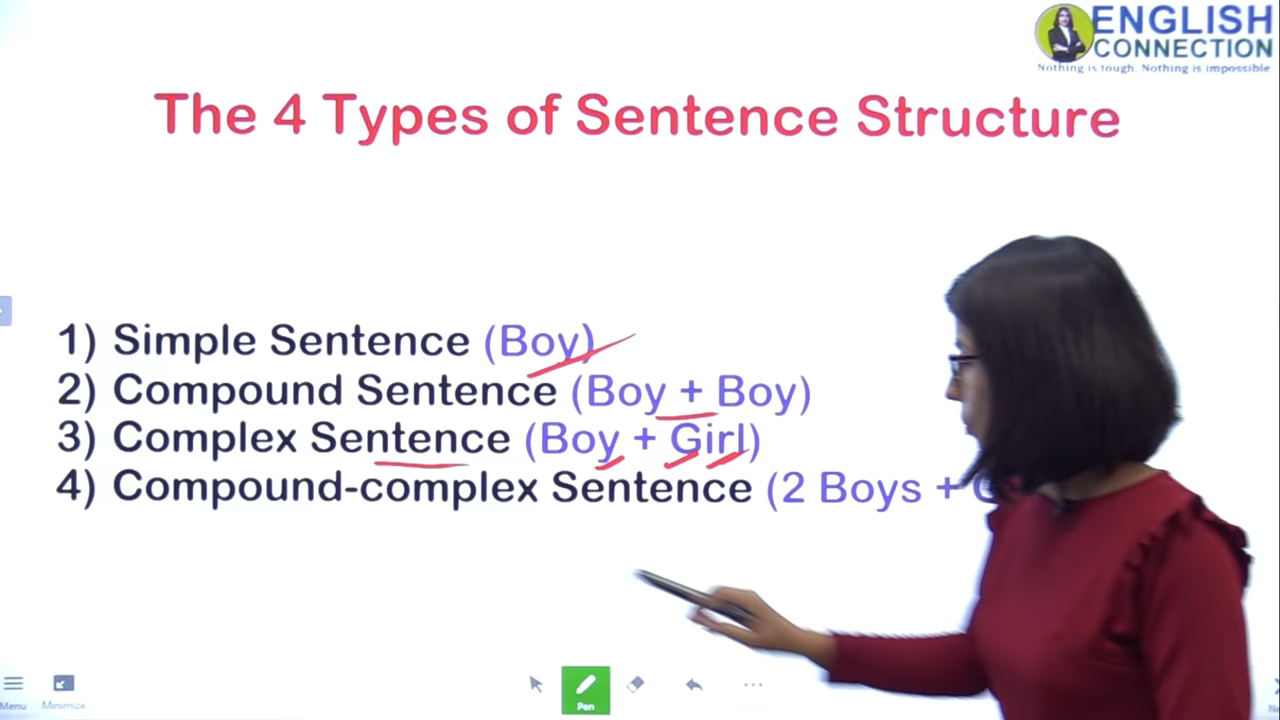 ENGLISH
CONNECTION
Nothing is tough. Nothing is impossible
The 4 Types of Sentence Structure
1) Simple Sentence (Boy)
2) Compound Sentence (Boy + Boy)
3) Complex Sentence (Boy + Girl)
4) Compound-complex Sentence (2 Boys +
Menu
Minimize
Pen